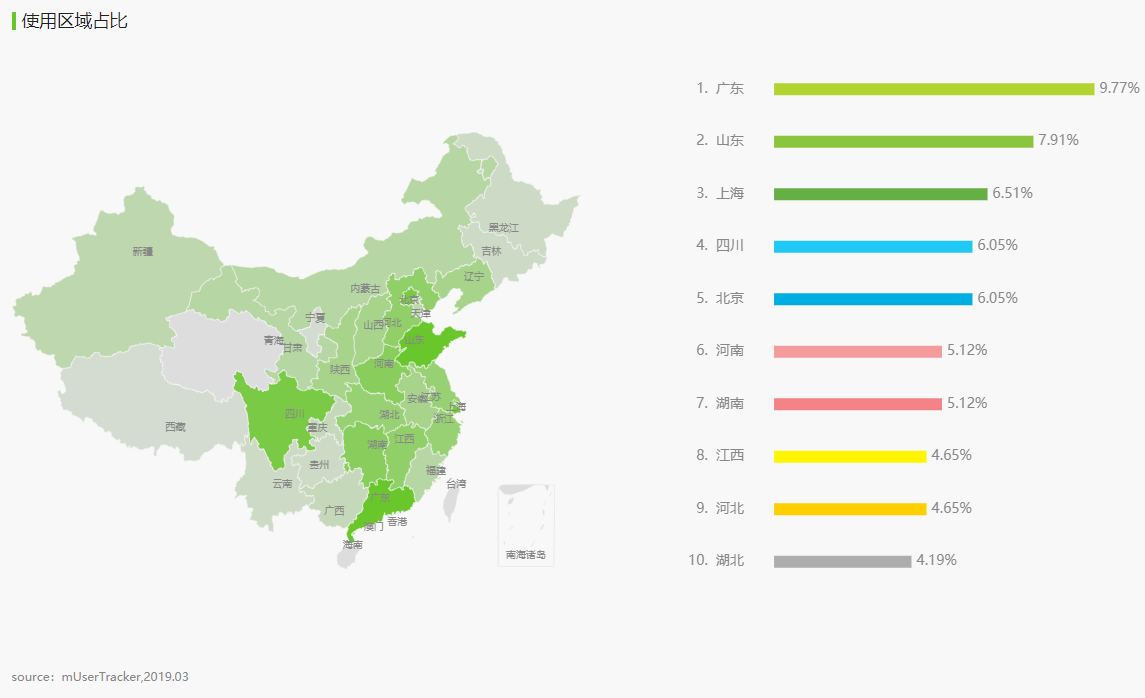 使用区域占比
1. 广东 9.77%
2. 山东 7.91%
3. 上海 6.51%
4. 四川 6.05%
5. 北京 6.05%
6. 河南 5.12%
7. 湖南 5.12%
8. 江西 4.65%
9. 河北 4.65%
10. 湖北 4.19%
黑龙江
新疆
吉林
辽宁
内蒙古
北京
天津
宁夏
山西
河北
青海
甘肃
山东
陕西
河南
西藏
四川
重庆
湖北
安徽
江苏
上海
浙江
湖南
江西
贵州
福建
云南
台湾
广西
广东
香港
澳门
海南
南海诸岛
source：mUserTracker,2019.03